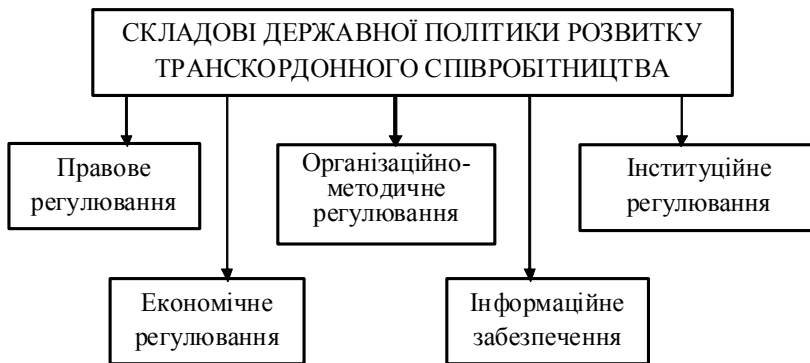 СКЛАДОВІ ДЕРЖАВНОЇ ПОЛІТИКИ РОЗВИТКУ
ТРАНСКОРДОННОГО СПІВРОБІТНИЦТВА
Правове
регулювання
Організаційно-
методичне
регулювання
Інституційне
регулювання
Економічне
регулювання
Інформаційне
забезпечення